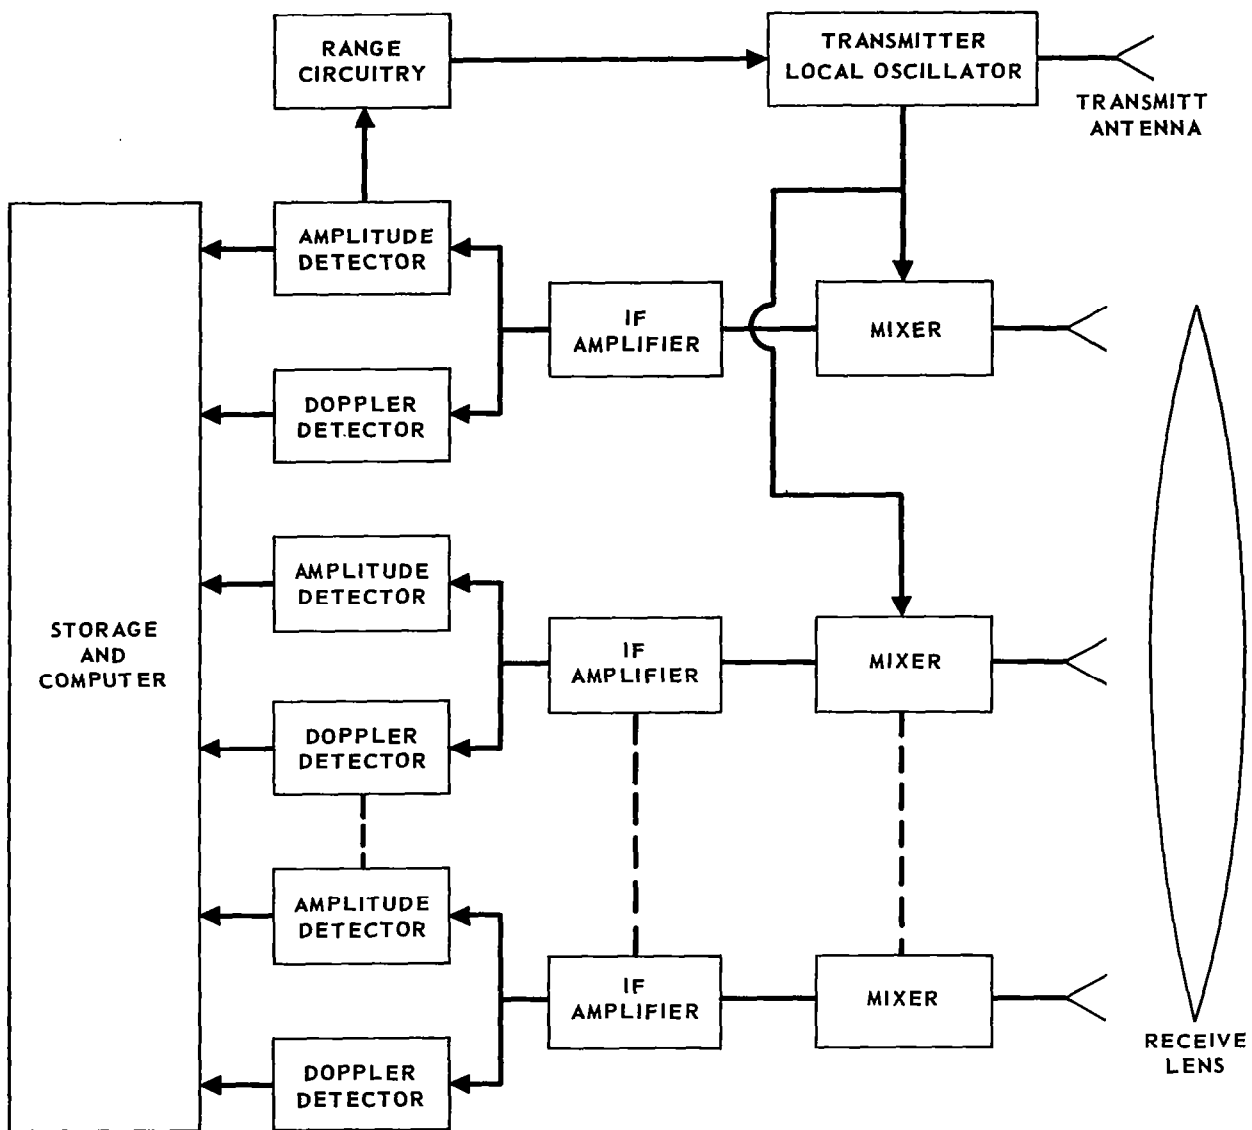 RANGE
CIRCUITRY
TRANSMITTER
LOCAL OSCILLATOR
TRANSMITT
ANTENNA
AMPLITUDE
DETECTOR
IF
AMPLIFIER
MIXER
DOPPLER
DETECTOR
AMPLITUDE
DETECTOR
STORAGE
AND
COMPUTER
IF
AMPLIFIER
MIXER
DOPPLER
DETECTOR
AMPLITUDE
DETECTOR
IF
AMPLIFIER
MIXER
RECEIVE
LENS
DOPPLER
DETECTOR